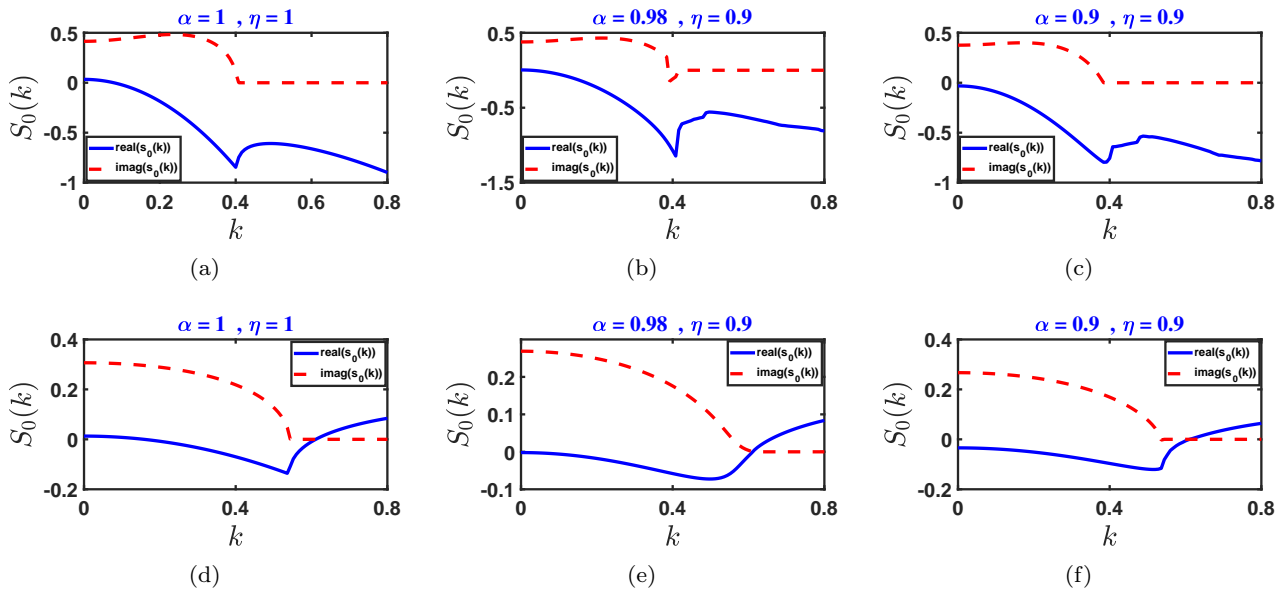 α = 1 , η = 1
S₀(k)
0.5
0
-0.5
-1
real(s₀(k))
imag(s₀(k))
0 0.2 0.4 0.6 0.8
k
(a)
α = 0.98 , η = 0.9
S₀(k)
0.5
-0.5
-1.5
real(s₀(k))
imag(s₀(k))
0 0.4 0.8
k
(b)
α = 0.9 , η = 0.9
S₀(k)
0.5
0
-0.5
-1
real(s₀(k))
imag(s₀(k))
0 0.4 0.8
k
(c)
α = 1 , η = 1
S₀(k)
0.4
0.2
0
-0.2
real(s₀(k))
imag(s₀(k))
0 0.4 0.8
k
(d)
α = 0.98 , η = 0.9
S₀(k)
0.3
0.1
0
-0.1
real(s₀(k))
imag(s₀(k))
0 0.4 0.8
k
(e)
α = 0.9 , η = 0.9
S₀(k)
0.4
0.2
0
-0.2
real(s₀(k))
imag(s₀(k))
0 0.4 0.8
k
(f)